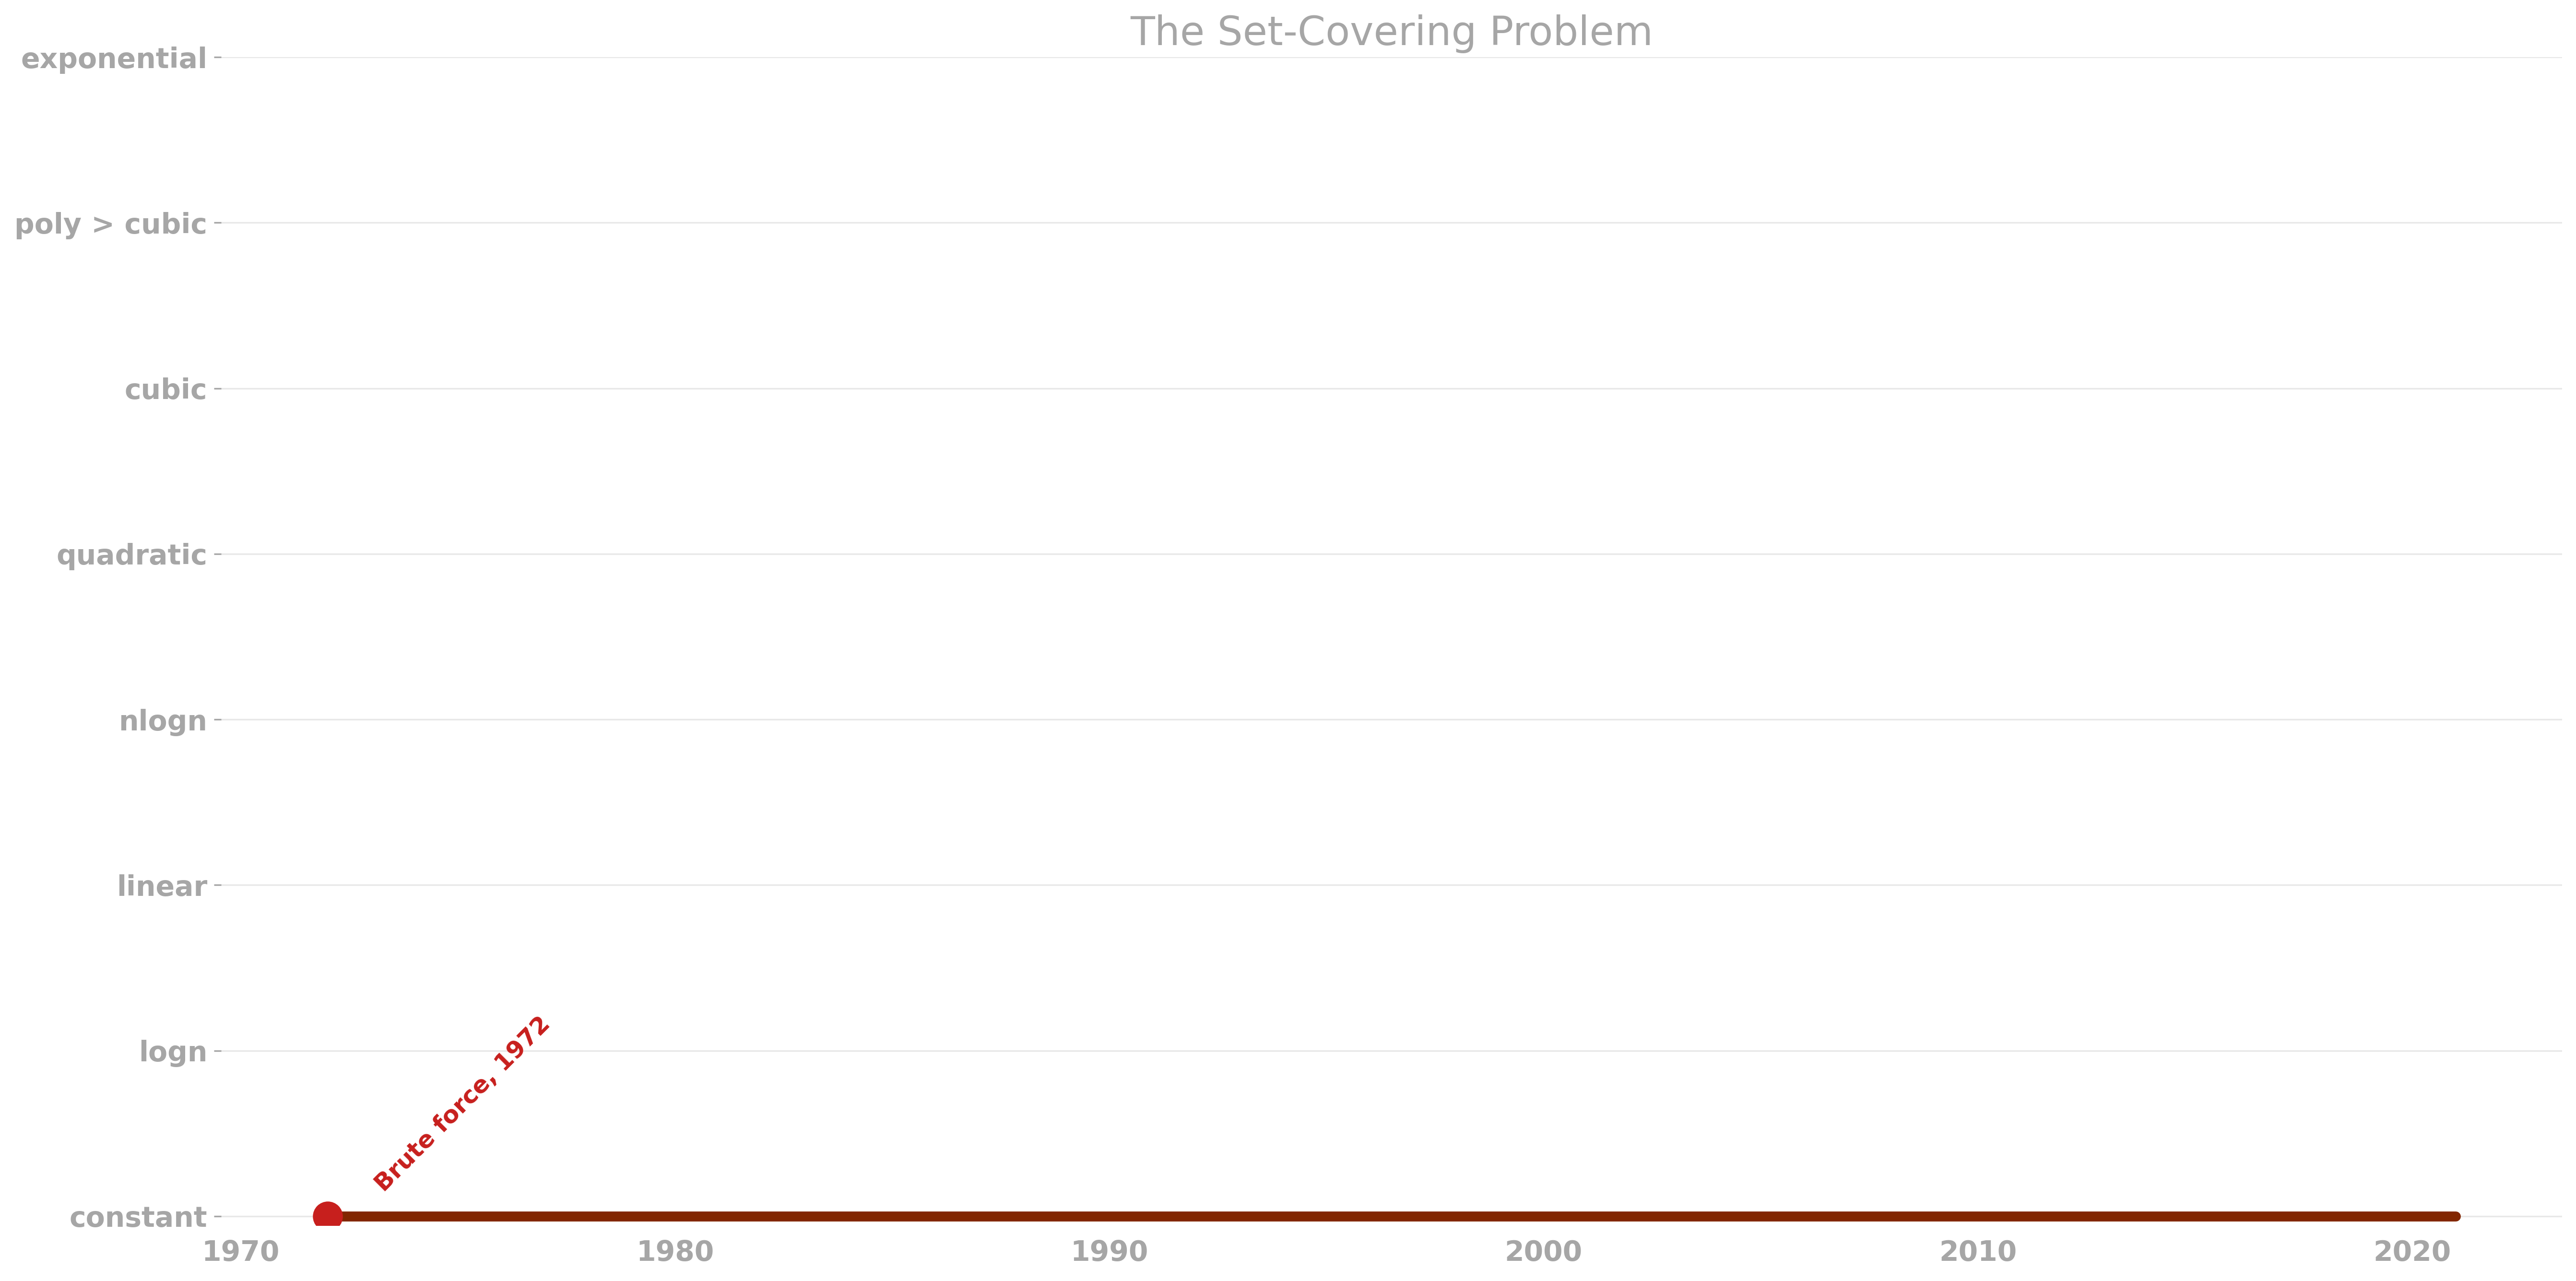 The Set-Covering Problem
exponential
poly > cubic
cubic
quadratic
nlogn
linear
logn
constant
Brute force, 1972
1970
1980
1990
2000
2010
2020